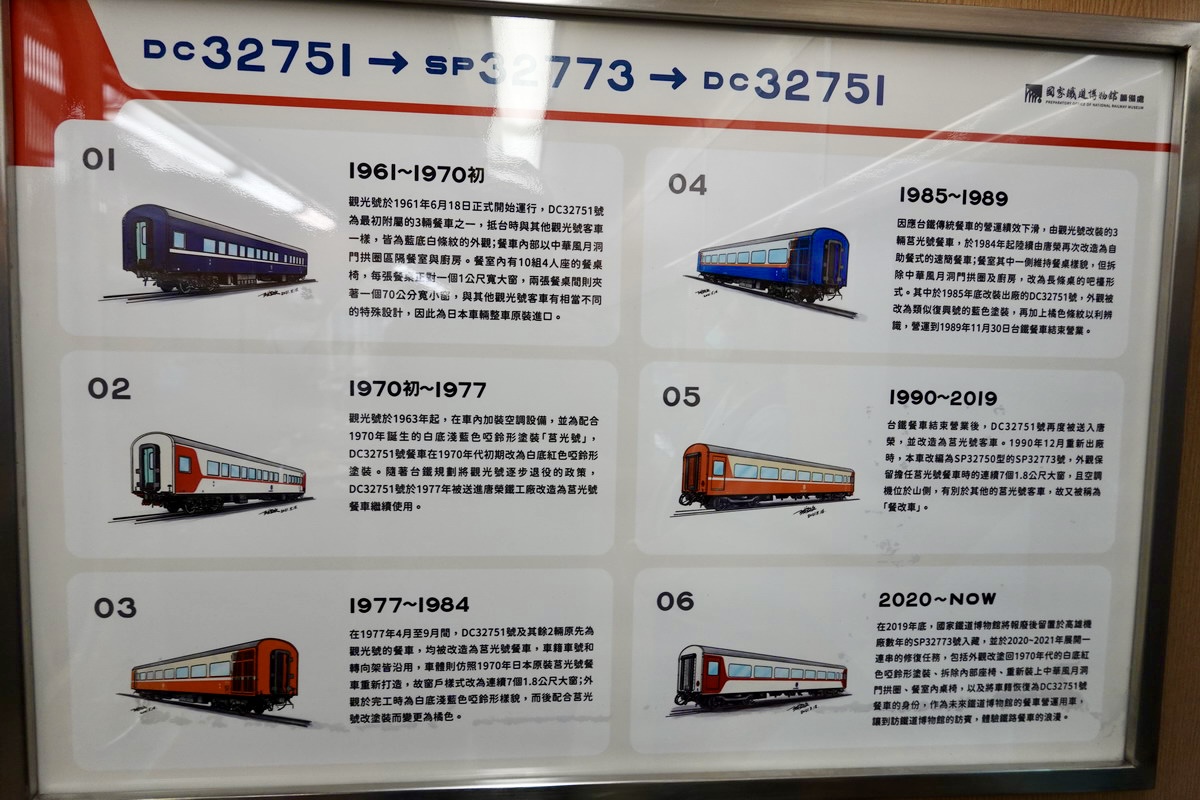 DC32751→SP32773→DC32751
國家鐵道博物館籌備處
PREPARATORY OFFICE OF NATIONAL RAILWAY MUSEUM
01
1961~1970初
觀光號於1961年6月18日正式開始運行，DC32751號
為最初附屬的3輛餐車之一，抵台時與其他觀光號客車
一樣，皆為藍底白條紋的外觀；餐車內部以中華風月洞
門拱圈區隔餐室與廚房。餐室內有10組4人座的餐桌
椅，每張餐桌正對一個1公尺寬大窗，兩張餐桌間則夾
著一個70公分寬小窗，與其他觀光號客車有相當不同
的特殊設計，因此為日本車輛整車原裝進口。
02
1970初~1977
觀光號於1963年起，在車內加裝空調設備，並為配合
1970年誕生的白底淺藍色啞鈴形塗裝「莒光號」，
DC32751號餐車在1970年代初期改為白底紅色啞鈴形
塗裝。隨著台鐵規劃將觀光號逐步退役的政策，
DC32751號於1977年被送進唐榮鐵工廠改造為莒光號
餐車繼續使用。
03
1977~1984
在1977年4月至9月間，DC32751號及其餘2輛原先為
觀光號的餐車，均被改造為莒光號餐車，車籍車號和
轉向架皆沿用，車體則仿照1970年日本原裝莒光號餐
車重新打造，故窗戶樣式改為連續7個1.8公尺大窗；外
觀於完工時為白底淺藍色啞鈴形樣貌，而後配合莒光
號改塗裝而變更為橘色。
04
1985~1989
因應台鐵傳統餐車的營運績效下滑，由觀光號改裝的3
輛莒光號餐車，於1984年起陸續由唐榮再次改造為自
助餐式的速簡餐車；餐室其中一側維持餐桌樣貌，但拆
除中華風月洞門拱圈及廚房，改為長條桌的吧檯形
式。其中於1985年底改裝出廠的DC32751號，外觀被
改為類似復興號的藍色塗裝，再加上橘色條紋以利辨
識，營運到1989年11月30日台鐵餐車結束營業。
05
1990~2019
台鐵餐車結束營業後，DC32751號再度被送入唐
榮，並改造為莒光號客車。1990年12月重新出廠
時，本車改編為SP32750型的SP32773號，外觀保
留擔任莒光號餐車時的連續7個1.8公尺大窗，且空調
機位於山側，有別於其他的莒光號客車，故又被稱為
「餐改車」。
06
2020~NOW
在2019年底，國家鐵道博物館將報廢後留置於高雄機
廠數年的SP32773號入藏，並於2020~2021年展開一
連串的修復任務，包括外觀改塗回1970年代的白底紅
色啞鈴形塗裝、拆除內部座椅、重新裝上中華風月洞
門拱圈、餐室內桌椅，以及將車籍恢復為DC32751號
餐車的身份，作為未來鐵道博物館的餐車營運用車，
讓到訪鐵道博物館的訪賓，體驗鐵路餐車的浪漫。